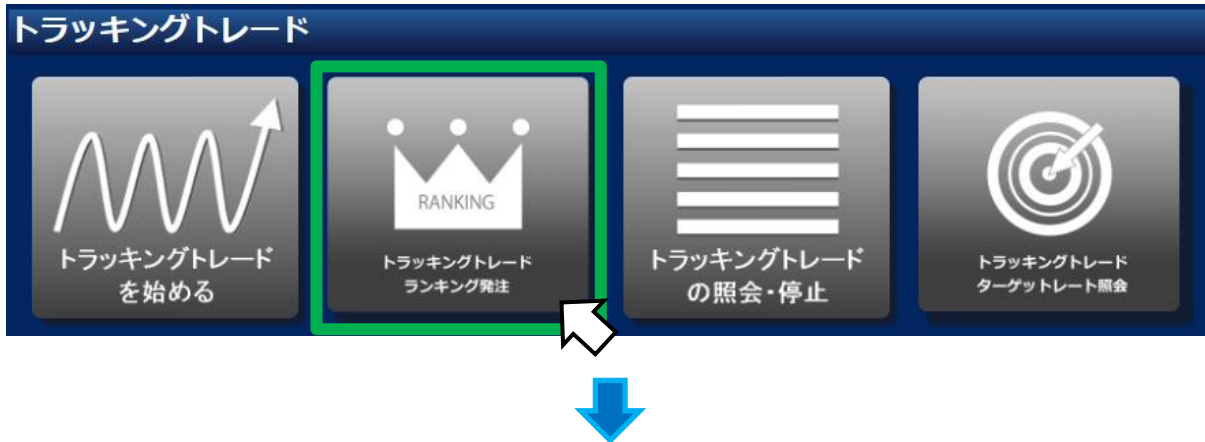 トラッキングトレード
トラッキングトレード
を始める
RANKING
トラッキングトレード
ランキング発注
トラッキングトレード
の照会・停止
トラッキングトレード
ターゲットレート照会